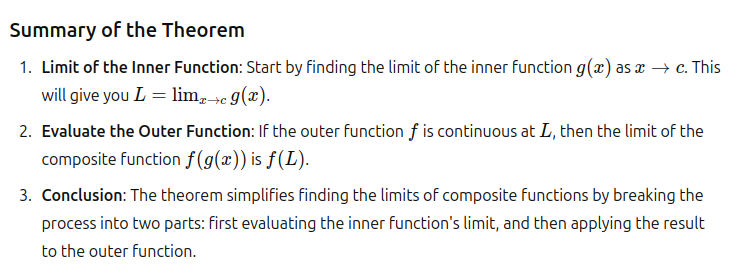 Summary of the Theorem
1. Limit of the Inner Function: Start by finding the limit of the inner function g(x) as x → c. This
will give you L = limₓ→c g(x).
2. Evaluate the Outer Function: If the outer function f is continuous at L, then the limit of the
composite function f(g(x)) is f(L).
3. Conclusion: The theorem simplifies finding the limits of composite functions by breaking the
process into two parts: first evaluating the inner function's limit, and then applying the result
to the outer function.